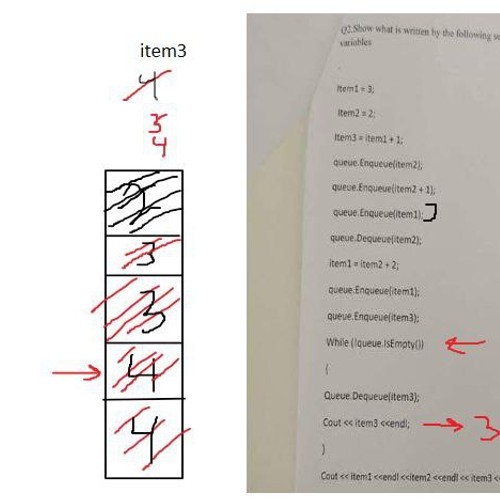 item3
4
3
4
2
3
3
4
4
Q2.Show what is written by the following
variables
Item1 = 3;
Item2 = 2;
Item3 = item1 + 1;
queue.Enqueue(item2);
queue.Enqueue(item2 + 1);
queue.Enqueue(item1);
queue.Dequeue(item2);
item1 = item2 + 2;
queue.Enqueue(item1);
queue.Enqueue(item3);
While (!queue.IsEmpty())
{
Queue.Dequeue(item3);
Cout << item3 <<endl; 3
}
Cout << item1 <<endl <<item2 <<endl << item3 <